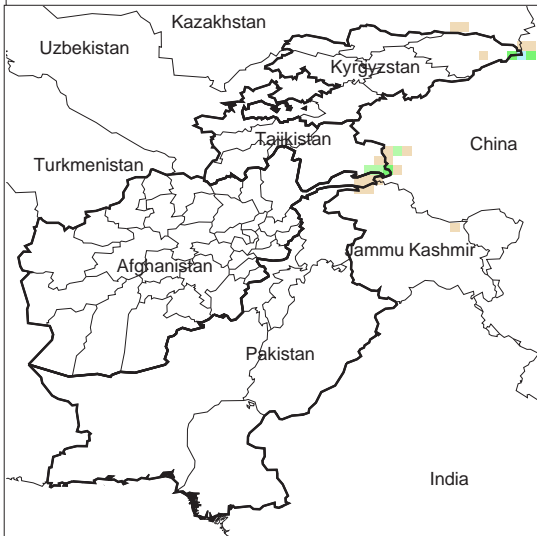 Kazakhstan
Uzbekistan
Kyrgyzstan
Tajikistan
China
Turkmenistan
Jammu Kashmir
Afghanistan
Pakistan
India